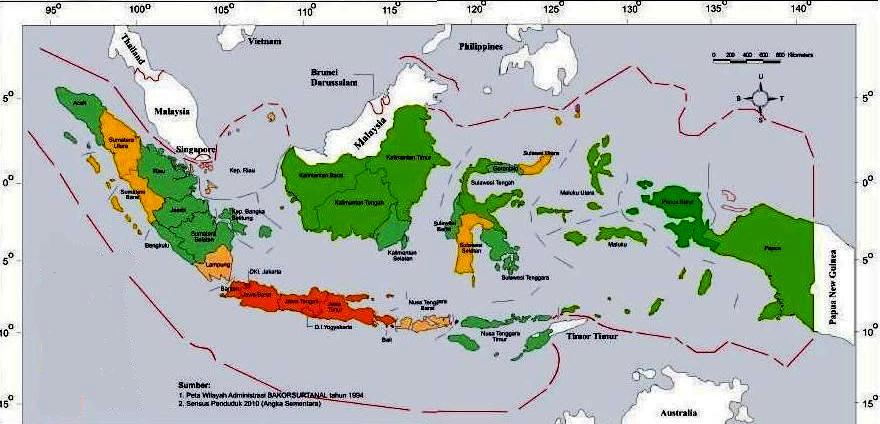 95° 100° 105° 110° 115° 120° 125° 130° 135° 140°
Thailand
Vietnam
Philippines
0 200 400 600 800 Kilometers
Brunei
Darussalam
U
B T
S
5° 5°
Aceh
Malaysia
Malaysia
Sumatera
Utara
Singapore
Kalimantan Timur
Sulawesi Utara
Riau
Kep. Riau
Kalimantan Barat
Gorontalo
0° 0°
Sulawesi Tengah
Sumatera
Barat
Maluku Utara
Papua Barat
Jambi
Kep. Bangka
Belitung
Kalimantan Tengah
Sulawesi
Barat
Bengkulu
Sumatera
Selatan
Kalimantan
Selatan
Sulawesi
Selatan
Maluku
Papua
5° 5°
Lampung
DKI. Jakarta
Sulawesi Tenggara
Papua New Guinea
Banten
Jawa Barat
Jawa Tengah
Jawa
Timur
Nusa Tenggara
Barat
D.I.Yogyakarta
Bali
Nusa Tenggara
Timur
Timor Timur
10° 10°
Sumber:
1. Peta Wilayah Administrasi BAKORSURTANAL tahun 1994
2. Sensus Penduduk 2010 (Angka Sementara)
15° 15°
Australia